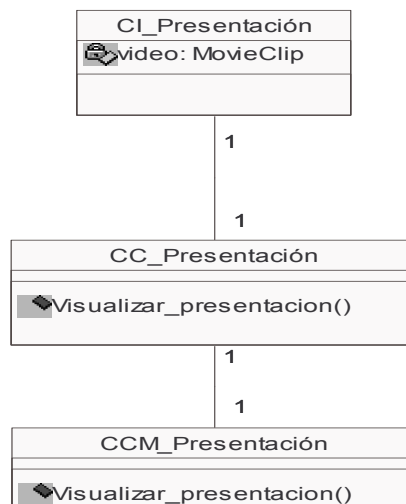 CI_Presentación
video: MovieClip
1
1
CC_Presentación
Visualizar_presentacion()
1
1
CCM_Presentación
Visualizar_presentacion()